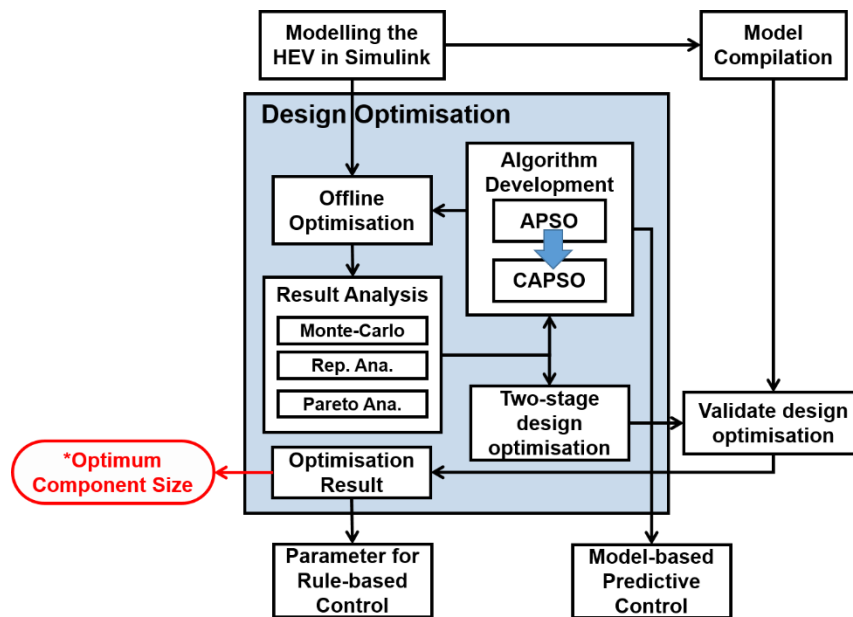 Modelling the
HEV in Simulink
Model
Compilation
Design Optimisation
Algorithm
Development
APSO
CAPSO
Offline
Optimisation
Result Analysis
Monte-Carlo
Rep. Ana.
Pareto Ana.
Two-stage
design
optimisation
Validate design
optimisation
*Optimum
Component Size
Optimisation
Result
Parameter for
Rule-based
Control
Model-based
Predictive
Control